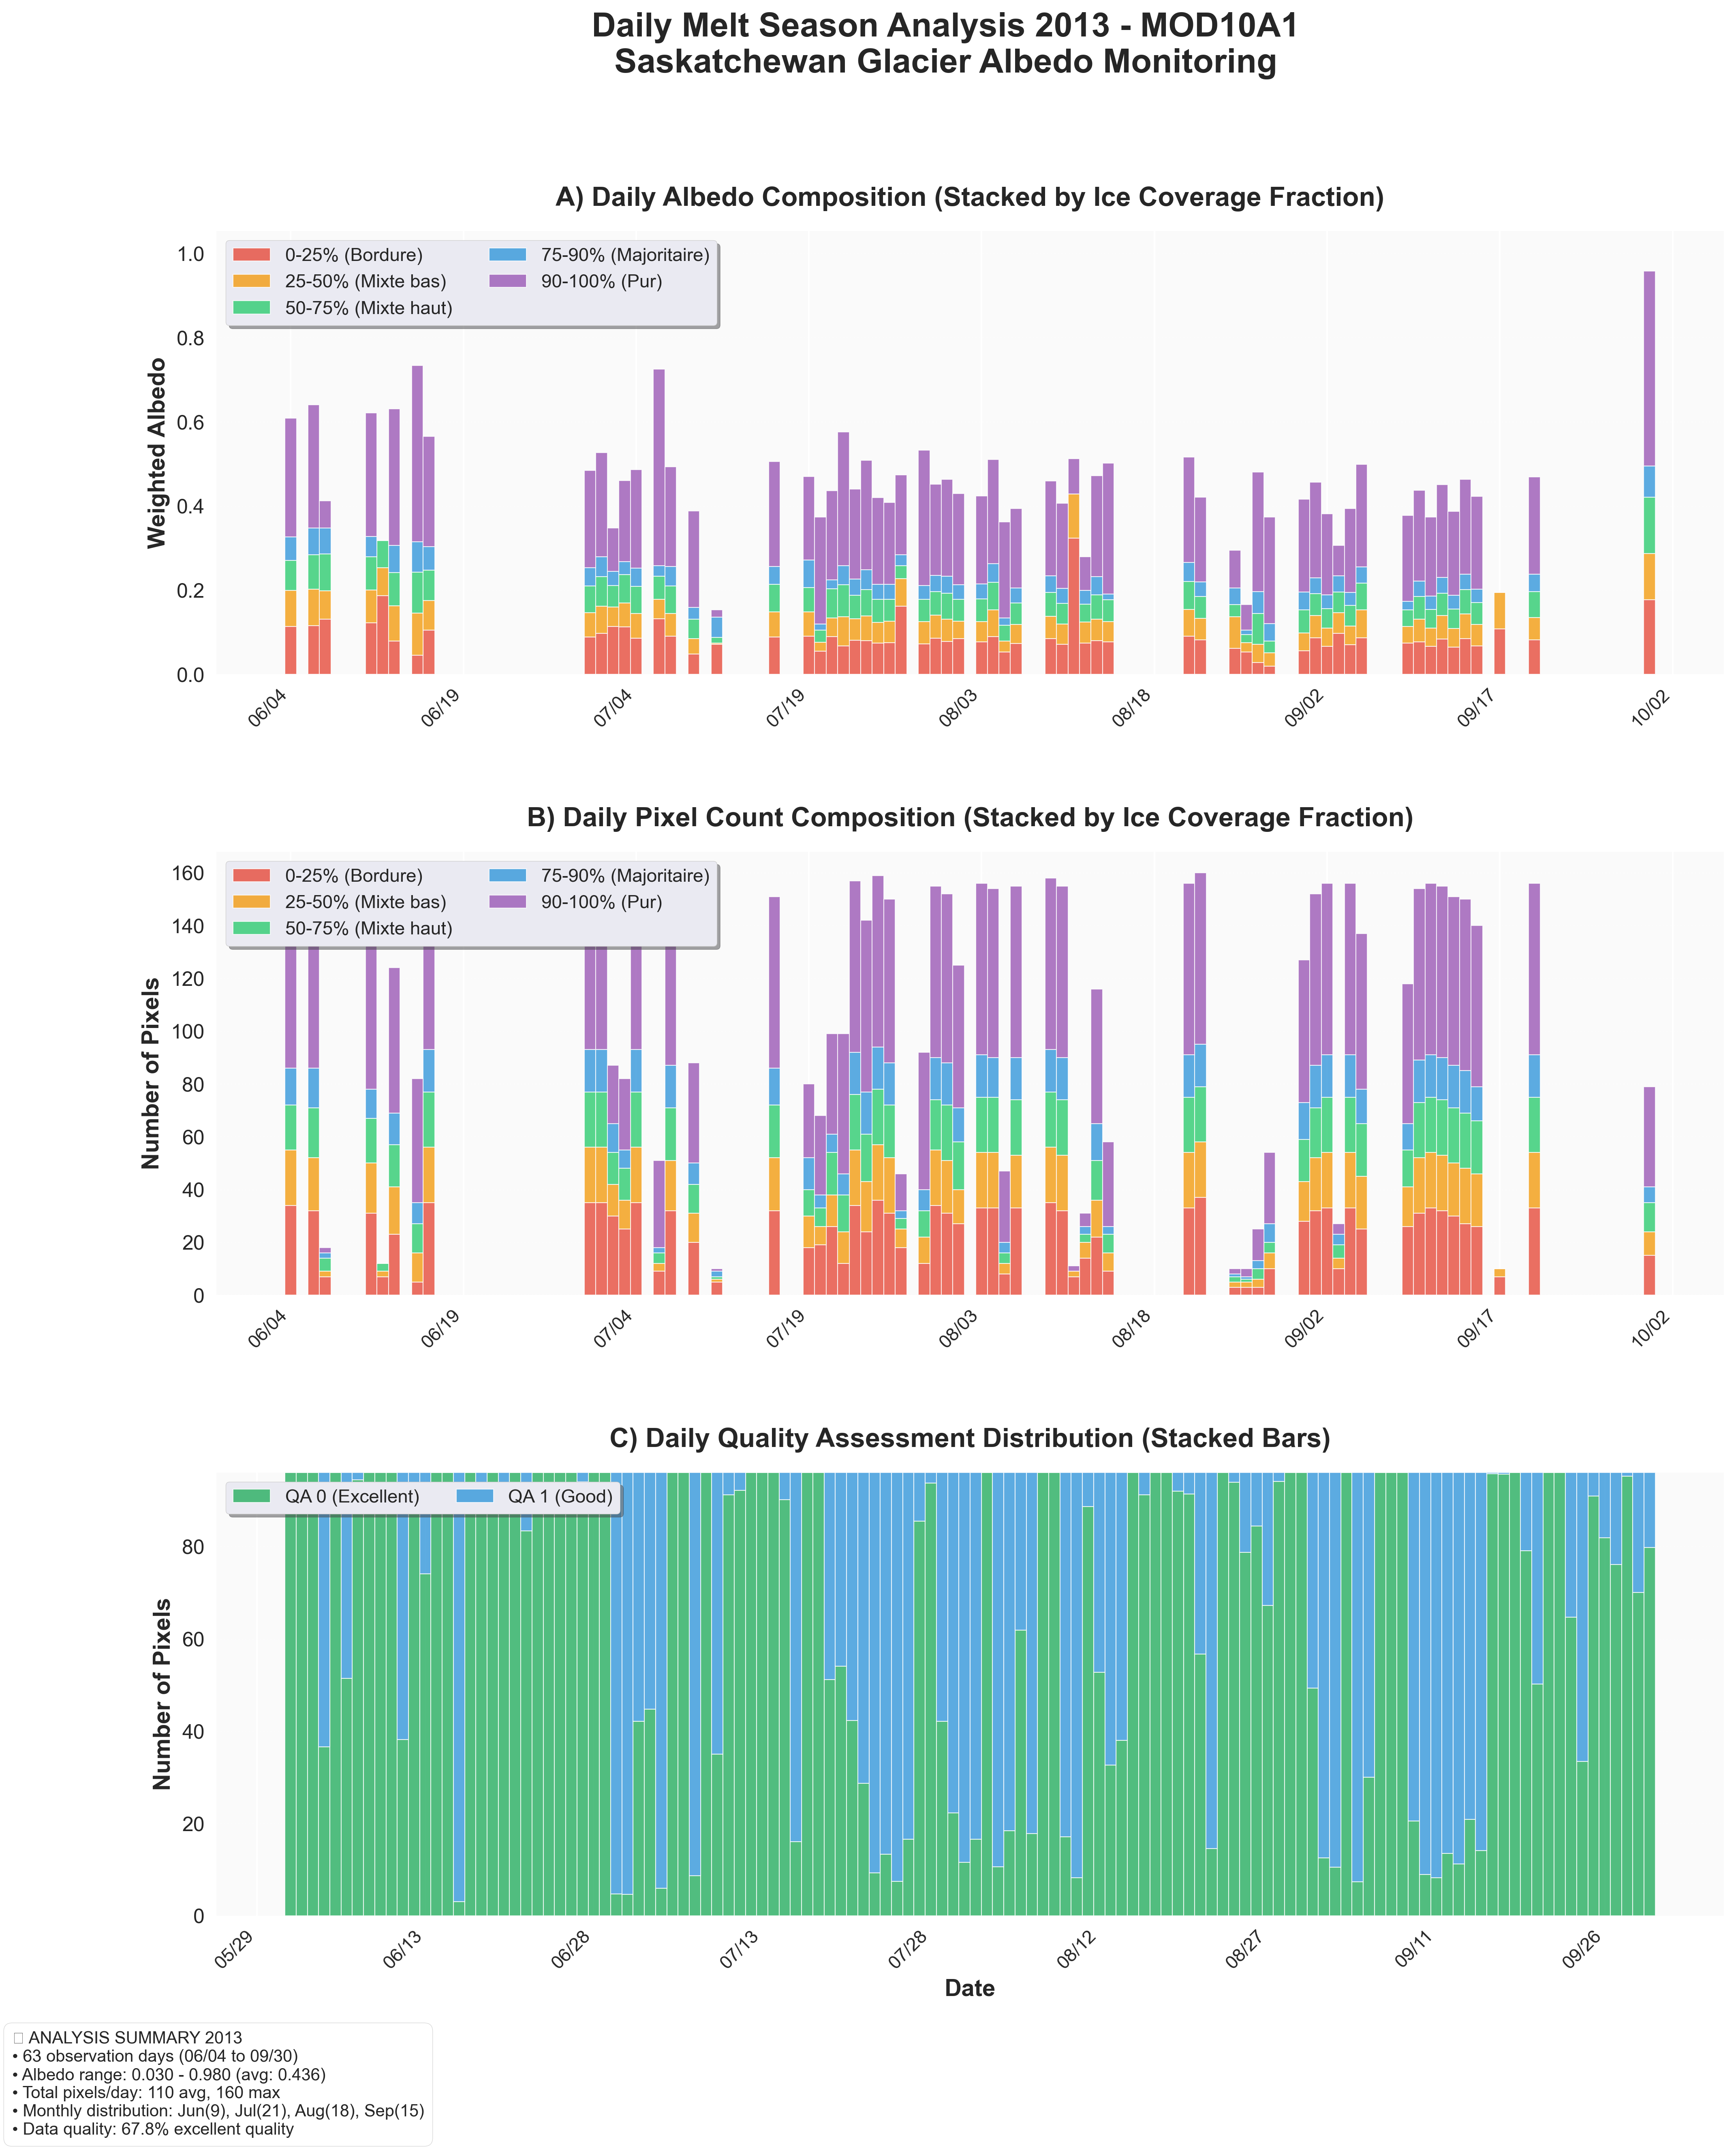 Daily Melt Season Analysis 2013 - MOD10A1
Saskatchewan Glacier Albedo Monitoring
A) Daily Albedo Composition (Stacked by Ice Coverage Fraction)
0-25% (Bordure)
25-50% (Mixte bas)
50-75% (Mixte haut)
75-90% (Majoritaire)
90-100% (Pur)
Weighted Albedo
1.0
0.8
0.6
0.4
0.2
0.0
06/04
06/19
07/04
07/19
08/03
08/18
09/02
09/17
10/02
B) Daily Pixel Count Composition (Stacked by Ice Coverage Fraction)
0-25% (Bordure)
25-50% (Mixte bas)
50-75% (Mixte haut)
75-90% (Majoritaire)
90-100% (Pur)
Number of Pixels
160
140
120
100
80
60
40
20
0
06/04
06/19
07/04
07/19
08/03
08/18
09/02
09/17
10/02
C) Daily Quality Assessment Distribution (Stacked Bars)
QA 0 (Excellent)
QA 1 (Good)
Number of Pixels
80
60
40
20
0
05/29
06/13
06/28
07/13
07/28
08/12
08/27
09/11
09/26
Date
ANALYSIS SUMMARY 2013
• 63 observation days (06/04 to 09/30)
• Albedo range: 0.030 - 0.980 (avg: 0.436)
• Total pixels/day: 110 avg, 160 max
• Monthly distribution: Jun(9), Jul(21), Aug(18), Sep(15)
• Data quality: 67.8% excellent quality